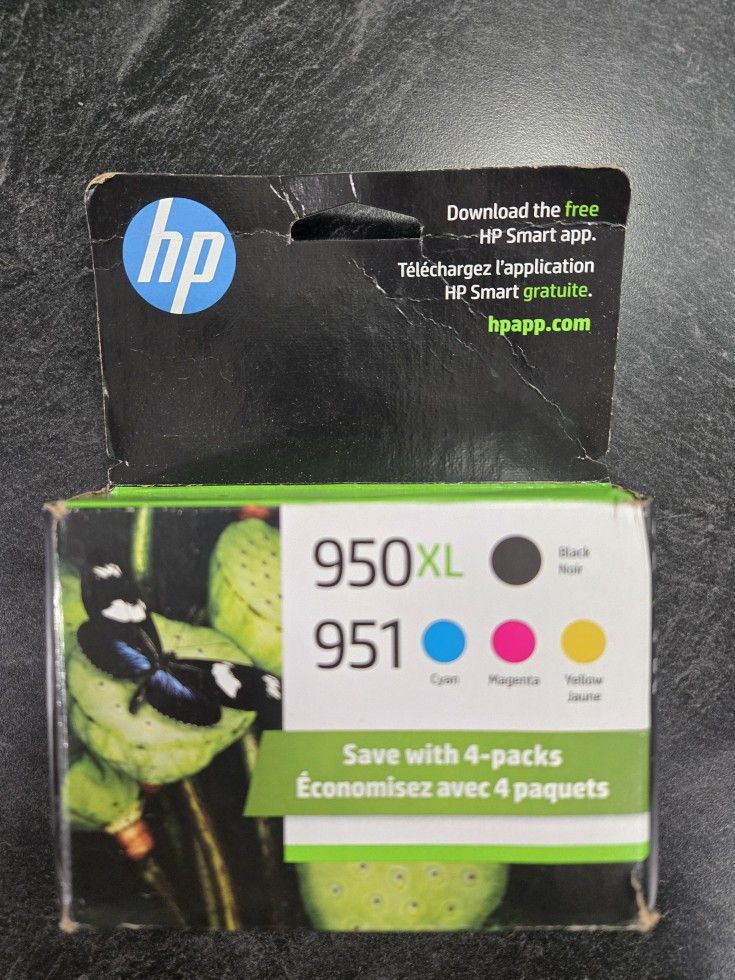 hp
Download the free
HP Smart app.
Téléchargez l'application
HP Smart gratuite.
hpapp.com
950XL
Black
Noir
951
Cyan
Magenta
Yellow
Jaune
Save with 4-packs
Économisez avec 4 paquets